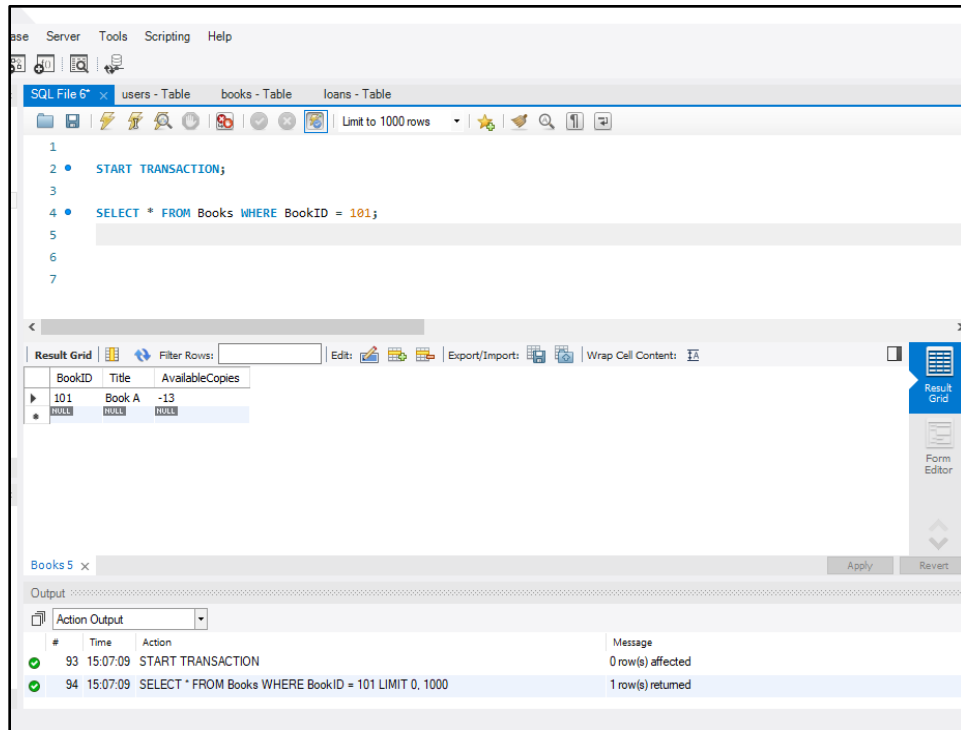 ase Server Tools Scripting Help
SQL File 6* × users - Table books - Table loans - Table
Limit to 1000 rows
1
2 START TRANSACTION;
3
4 SELECT * FROM Books WHERE BookID = 101;
5
6
7
Result Grid Filter Rows: Edit: Export/Import: Wrap Cell Content:
BookID Title AvailableCopies
101 Book A -13
NULL NULL NULL
Result
Grid
Form
Editor
Books 5 × Apply Revert
Output
Action Output
# Time Action Message
93 15:07:09 START TRANSACTION 0 row(s) affected
94 15:07:09 SELECT * FROM Books WHERE BookID = 101 LIMIT 0, 1000 1 row(s) returned